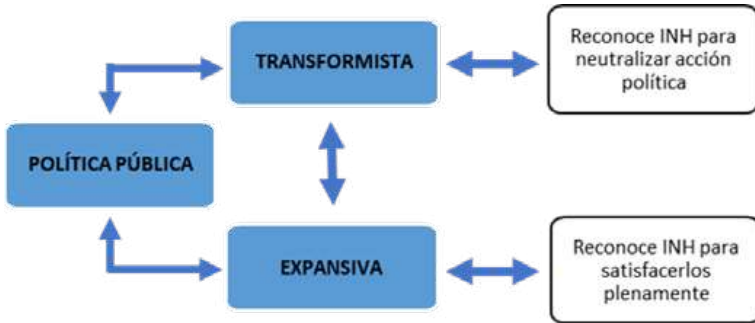 TRANSFORMISTA
Reconoce INH para
neutralizar acción
política
POLÍTICA PÚBLICA
EXPANSIVA
Reconoce INH para
satisfacerlos
plenamente